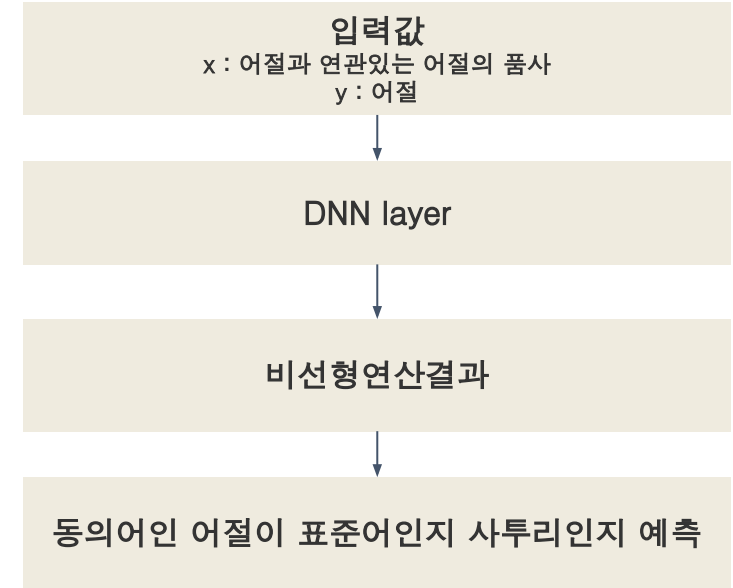 입력값
x : 어절과 연관있는 어절의 품사
y : 어절
DNN layer
비선형연산결과
동의어인 어절이 표준어인지 사투리인지 예측